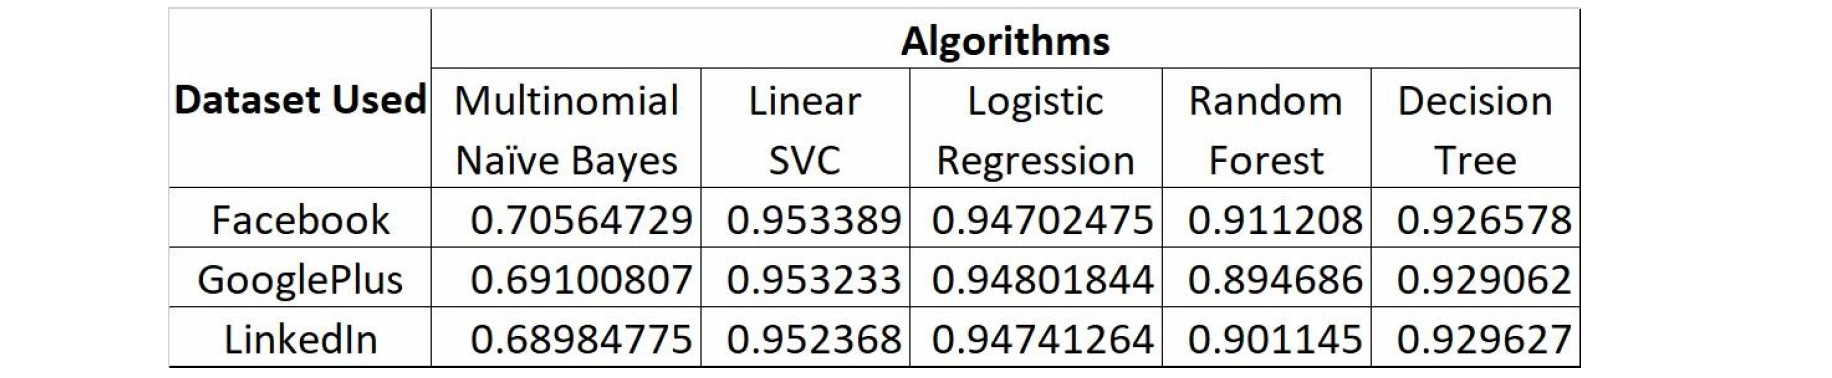 Algorithms
Dataset Used Multinomial Linear Logistic Random Decision
Naïve Bayes SVC Regression Forest Tree
Facebook 0.70564729 0.953389 0.94702475 0.911208 0.926578
GooglePlus 0.69100807 0.953233 0.94801844 0.894686 0.929062
LinkedIn 0.68984775 0.952368 0.94741264 0.901145 0.929627